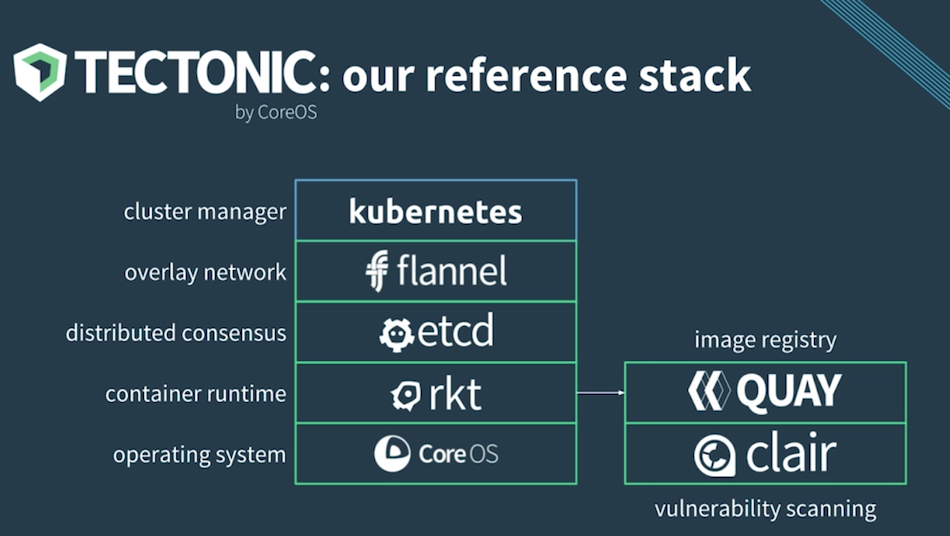 TECTONIC: our reference stack
by CoreOS
cluster manager
kubernetes
overlay network
flannel
distributed consensus
etcd
container runtime
rkt
operating system
CoreOS
image registry
QUAY
clair
vulnerability scanning